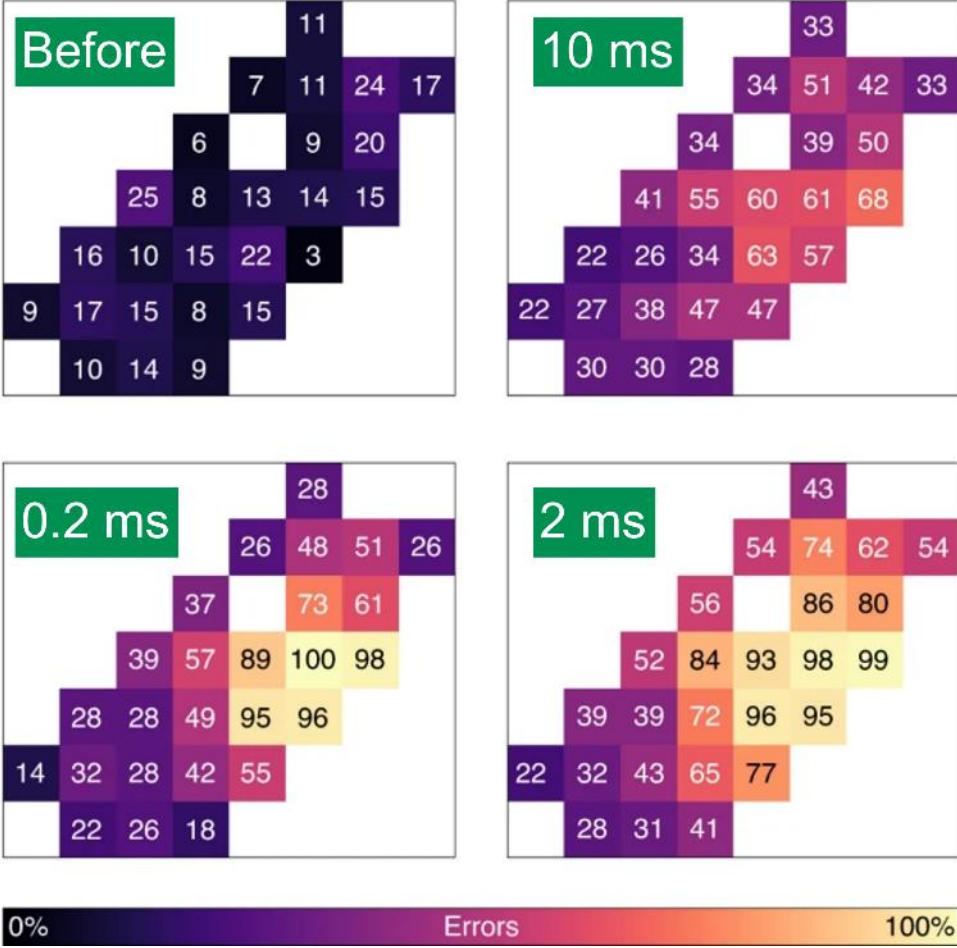 Before
11
7 11 24 17
6 9 20
25 8 13 14 15
16 10 15 22 3
9 17 15 8 15
10 14 9
10 ms
33
34 51 42 33
34 39 50
41 55 60 61 68
22 26 34 63 57
22 27 38 47 47
30 30 28
0.2 ms
28
26 48 51 26
37 73 61
39 57 89 100 98
28 28 49 95 96
14 32 28 42 55
22 26 18
2 ms
43
54 74 62 54
56 86 80
52 84 93 98 99
39 39 72 96 95
22 32 43 65 77
28 31 41
0% Errors 100%